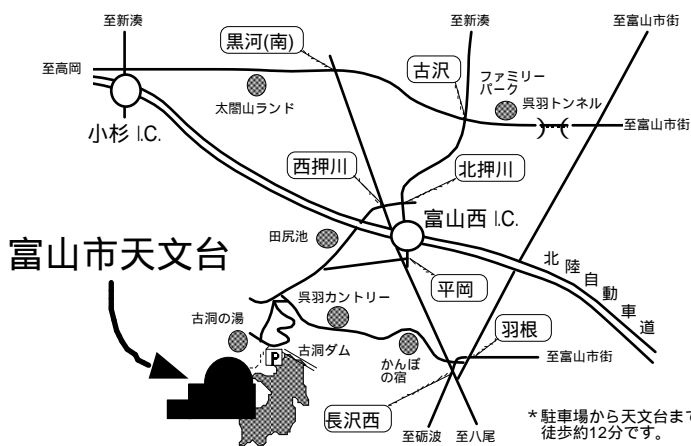 至新湊
至新湊
至富山市街
黒河(南)
至高岡
古沢
ファミリー
パーク
太閤山ランド
呉羽トンネル
至富山市街
小杉 I.C.
西押川
北押川
富山西 I.C.
田尻池
富山市天文台
北陸自動車道
平岡
呉羽カントリー
古洞の湯
羽根
P
古洞ダム
かんぽ
の宿
至富山市街
長沢西
至砺波
至八尾
*駐車場から天文台まで
徒歩約12分です。